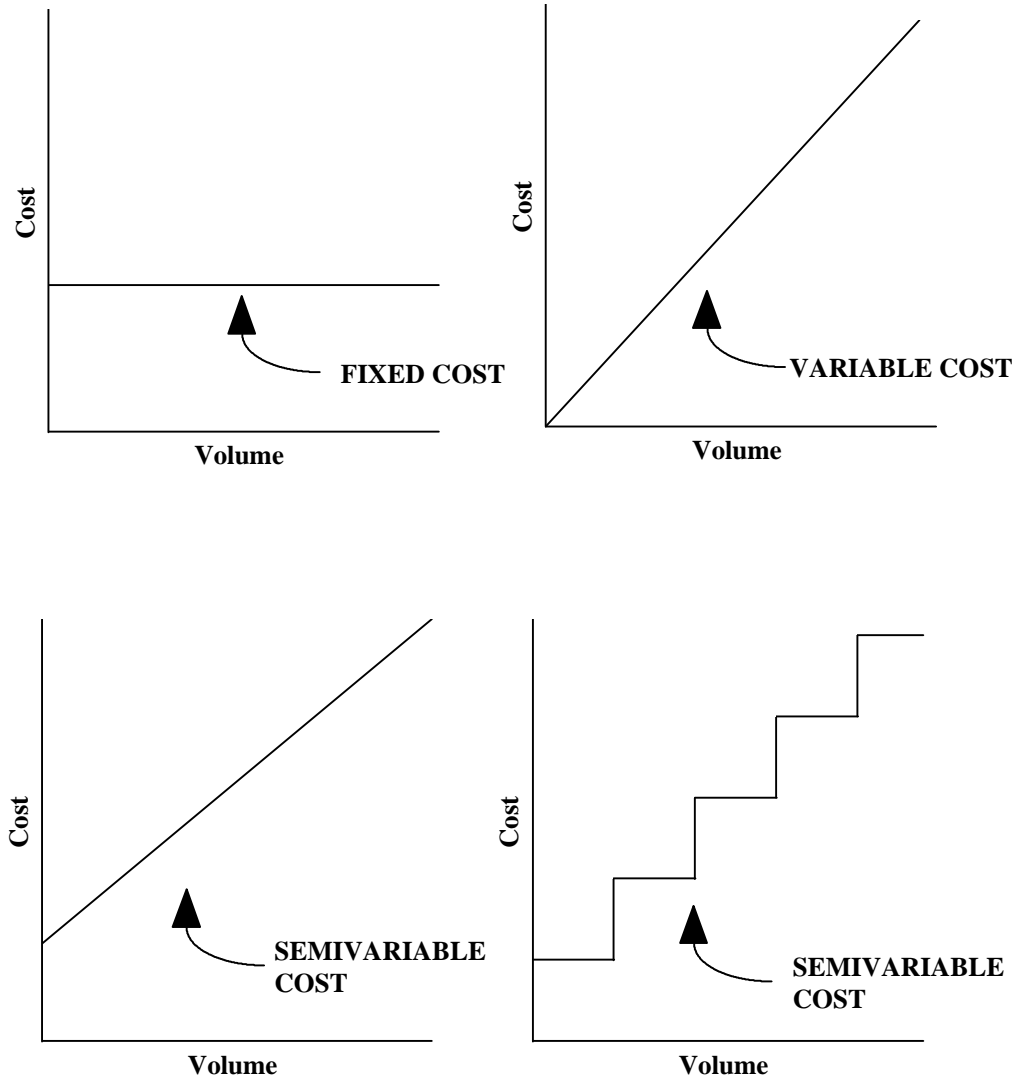 Cost
FIXED COST
Volume
Cost
VARIABLE COST
Volume
Cost
SEMIVARIABLE
COST
Volume
Cost
SEMIVARIABLE
COST
Volume